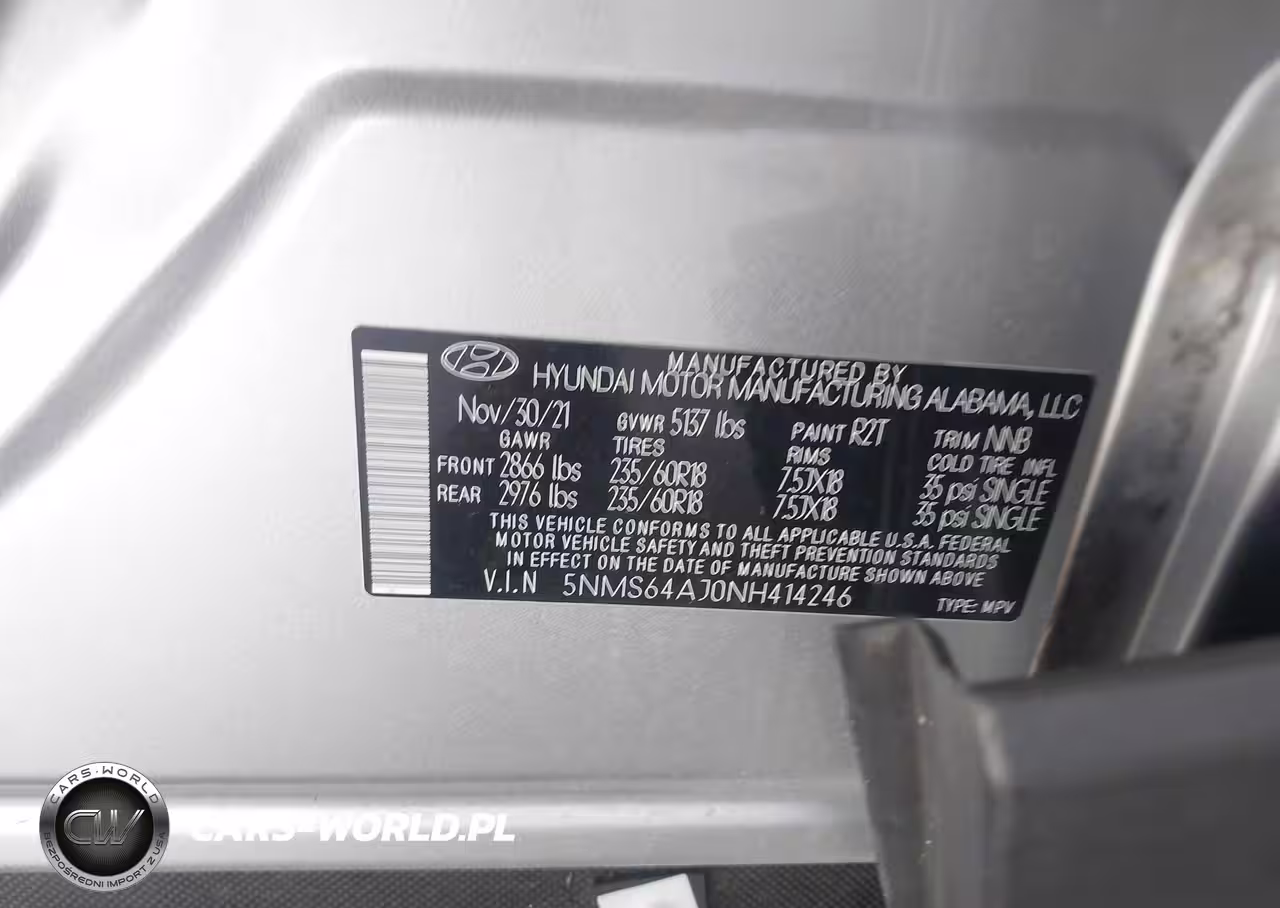 MANUFACTURED BY
HYUNDAI MOTOR MANUFACTURING ALABAMA, LLC
Nov/30/21 GVWR 5137 lbs PAINT R2T TRIM NNB
GAWR TIRES RIMS COLD TIRE INFL
FRONT 2866 lbs 235/60R18 7.5JX18 35 psi SINGLE
REAR 2976 lbs 235/60R18 7.5JX18 35 psi SINGLE
THIS VEHICLE CONFORMS TO ALL APPLICABLE U.S.A. FEDERAL
MOTOR VEHICLE SAFETY AND THEFT PREVENTION STANDARDS
IN EFFECT ON THE DATE OF MANUFACTURE SHOWN ABOVE
V.I.N 5NMS64AJ0NH414246 TYPE: MPV
CARS-WORLD
CW
BEZPOŚREDNI IMPORT Z USA
CARS-WORLD.PL